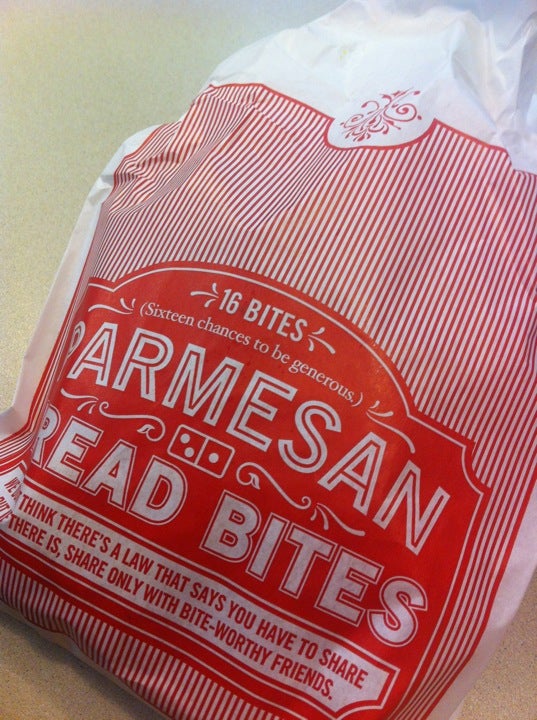 16 BITES
(Sixteen chances to be generous.)
PARMESAN
READ BITES
THINK THERE'S A LAW THAT SAYS YOU HAVE TO SHARE
THERE IS, SHARE ONLY WITH BITE-WORTHY FRIENDS.